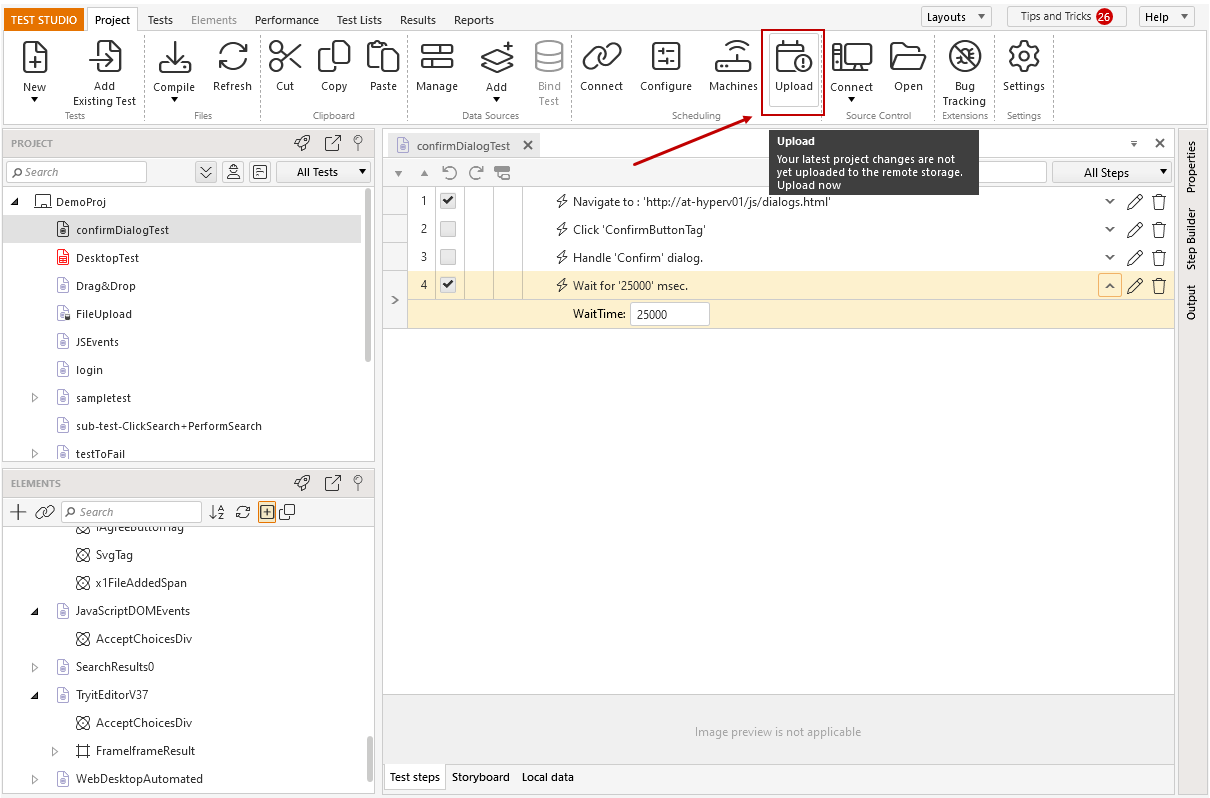 TEST STUDIO Project Tests Elements Performance Test Lists Results Reports Layouts Tips and Tricks 26 Help
New Add Existing Test Compile Refresh Cut Copy Paste Manage Add Bind Test Connect Configure Machines Upload Connect Open Bug Tracking Settings
Tests Files Clipboard Data Sources Scheduling Source Control Extensions Settings
PROJECT
Search All Tests
DemoProj
confirmDialogTest
DesktopTest
Drag&Drop
FileUpload
JSEvents
login
sampletest
sub-test-ClickSearch+PerformSearch
testToFail
ELEMENTS
Search
IAgreeButtonTag
SvgTag
x1FileAddedSpan
JavaScriptDOMEvents
AcceptChoicesDiv
SearchResults0
TryitEditorV37
AcceptChoicesDiv
FrameIframeResult
WebDesktopAutomated
confirmDialogTest
Upload
Your latest project changes are not
yet uploaded to the remote storage.
Upload now
All Steps
1 Navigate to : 'http://at-hyperv01/js/dialogs.html'
2 Click 'ConfirmButtonTag'
3 Handle 'Confirm' dialog.
4 Wait for '25000' msec.
WaitTime: 25000
Image preview is not applicable
Test steps Storyboard Local data
Properties
Step Builder
Output